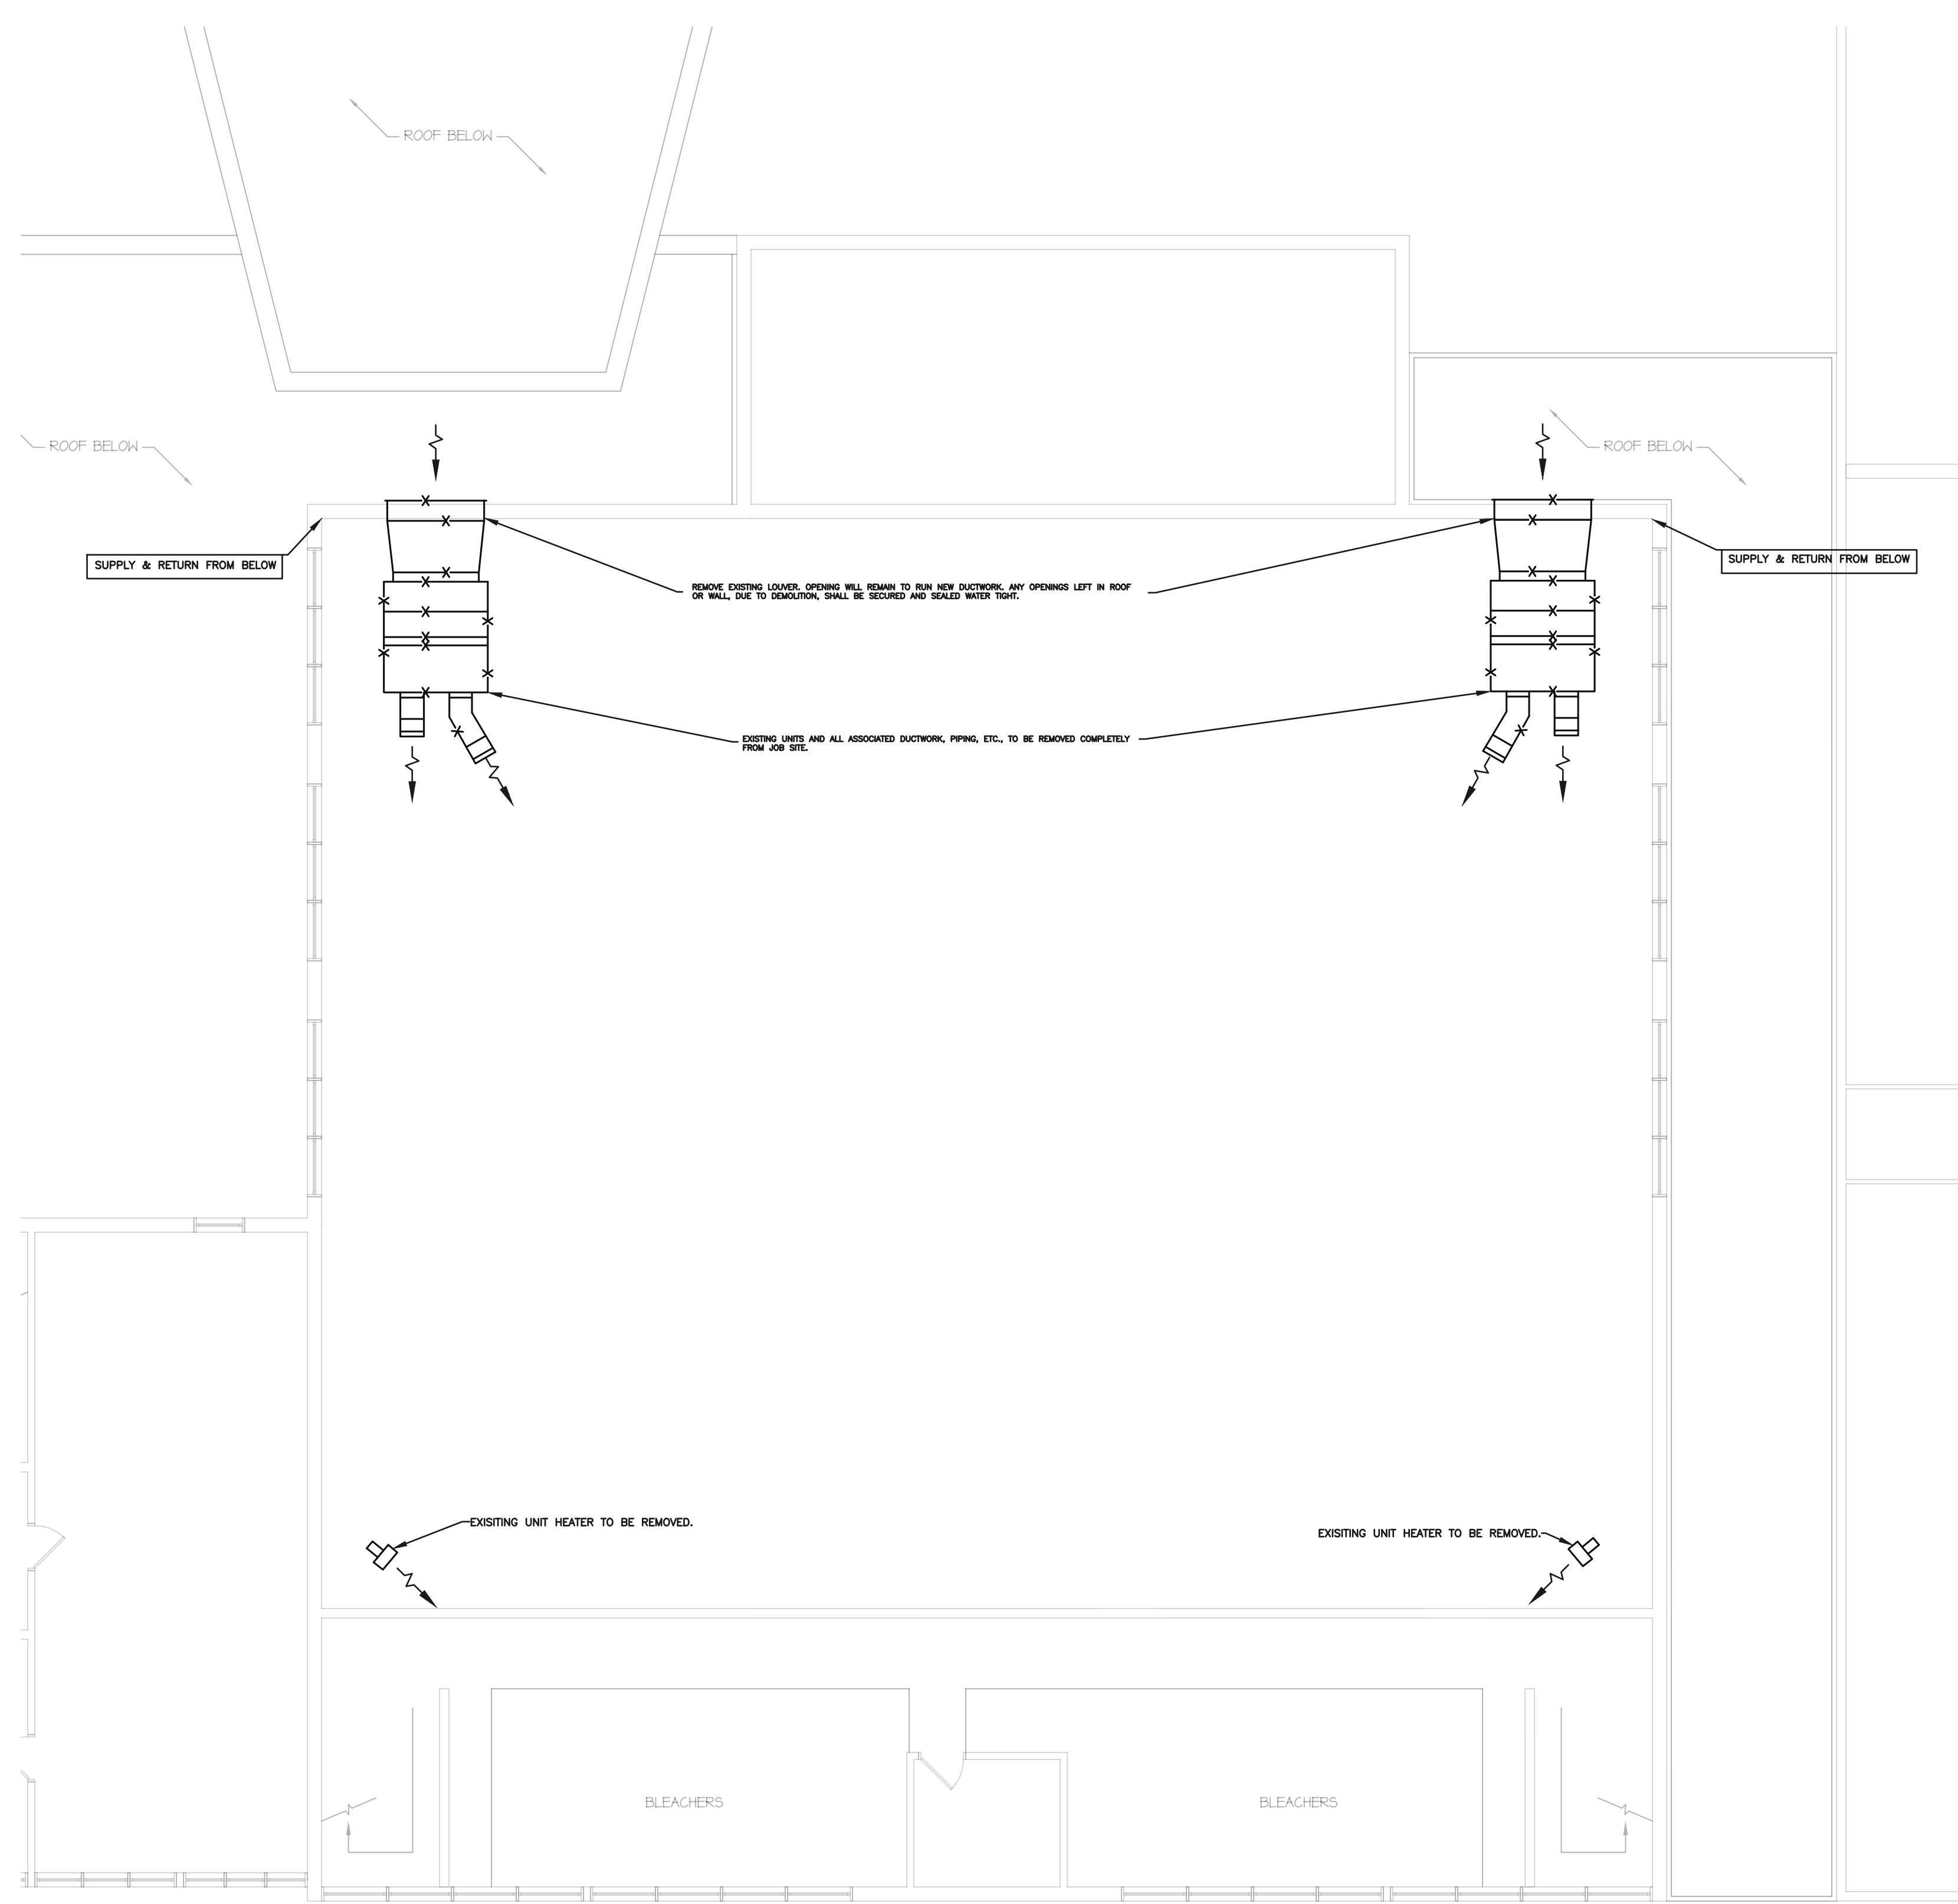 ROOF BELOW
ROOF BELOW
ROOF BELOW
SUPPLY & RETURN FROM BELOW
SUPPLY & RETURN FROM BELOW
REMOVE EXISTING LOUVER. OPENING WILL REMAIN TO RUN NEW DUCTWORK. ANY OPENINGS LEFT IN ROOF
OR WALL, DUE TO DEMOLITION, SHALL BE SECURED AND SEALED WATER TIGHT.
EXISTING UNITS AND ALL ASSOCIATED DUCTWORK, PIPING, ETC., TO BE REMOVED COMPLETELY
FROM JOB SITE.
EXISITING UNIT HEATER TO BE REMOVED.
EXISITING UNIT HEATER TO BE REMOVED.
BLEACHERS
BLEACHERS